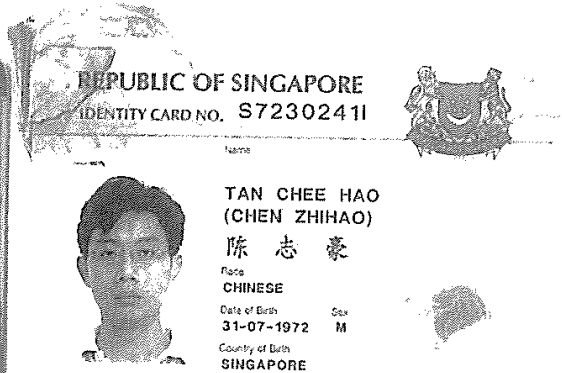 REPUBLIC OF SINGAPORE
IDENTITY CARD NO. S7230241I
Name
TAN CHEE HAO
(CHEN ZHIHAO)
陈 志 豪
Race
CHINESE
Date of Birth Sex
31-07-1972 M
Country of Birth
SINGAPORE